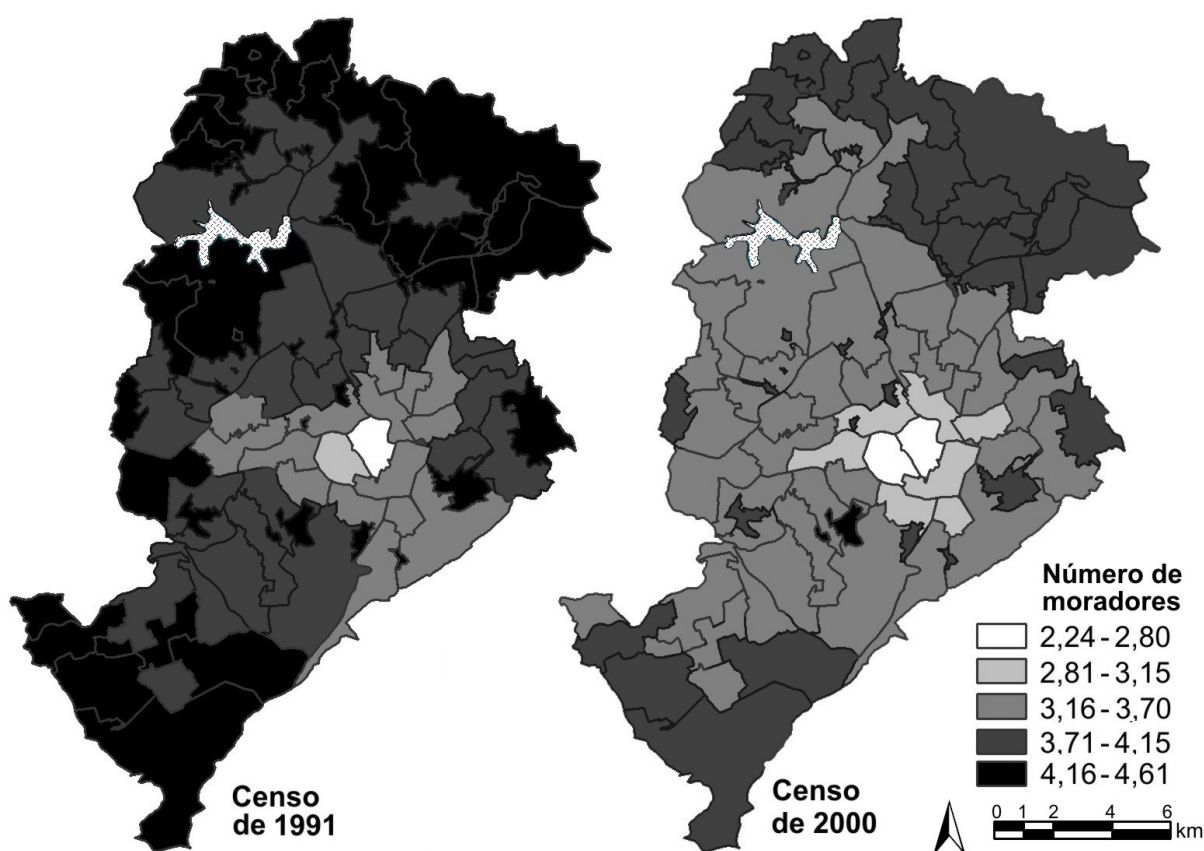 Censo
de 1991
Censo
de 2000
Número de
moradores
2,24 - 2,80
2,81 - 3,15
3,16 - 3,70
3,71 - 4,15
4,16 - 4,61
0 1 2 4 6
km